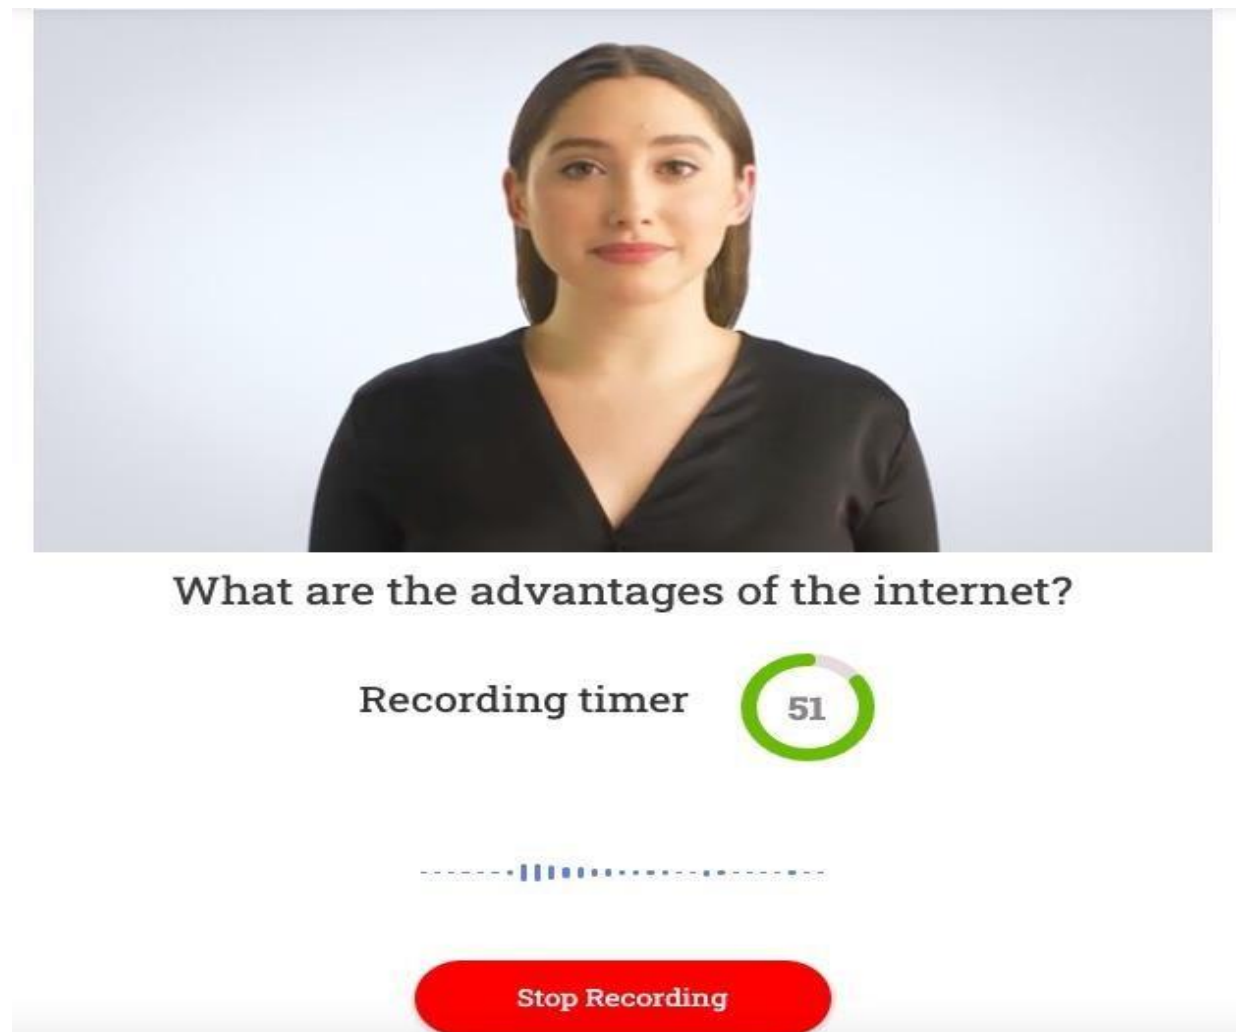 What are the advantages of the internet?
Recording timer
51
Stop Recording